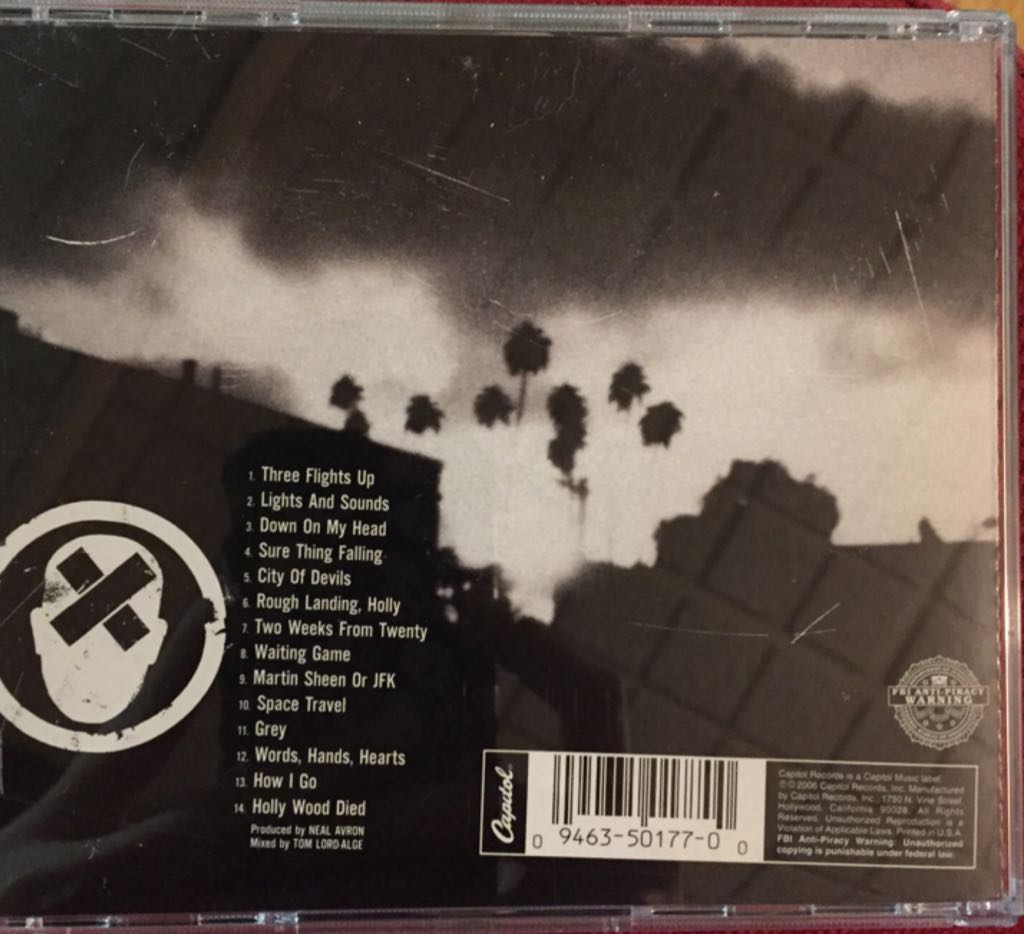 1. Three Flights Up
2. Lights And Sounds
3. Down On My Head
4. Sure Thing Falling
5. City Of Devils
6. Rough Landing, Holly
7. Two Weeks From Twenty
8. Waiting Game
9. Martin Sheen Or JFK
10. Space Travel
11. Grey
12. Words, Hands, Hearts
13. How I Go
14. Holly Wood Died
Produced by NEAL AVRON
Mixed by TOM LORD-ALGE
FBI ANTI-PIRACY
WARNING
Capitol
0 9463-50177-0 0
Capitol Records is a Capitol Music label.
℗ © 2006 Capitol Records, Inc. Manufactured
by Capitol Records, Inc., 1750 N. Vine Street,
Hollywood, California 90028. All Rights
Reserved. Unauthorized Reproduction is a
Violation of Applicable Laws. Printed in U.S.A.
FBI Anti-Piracy Warning: Unauthorized
copying is punishable under federal law.